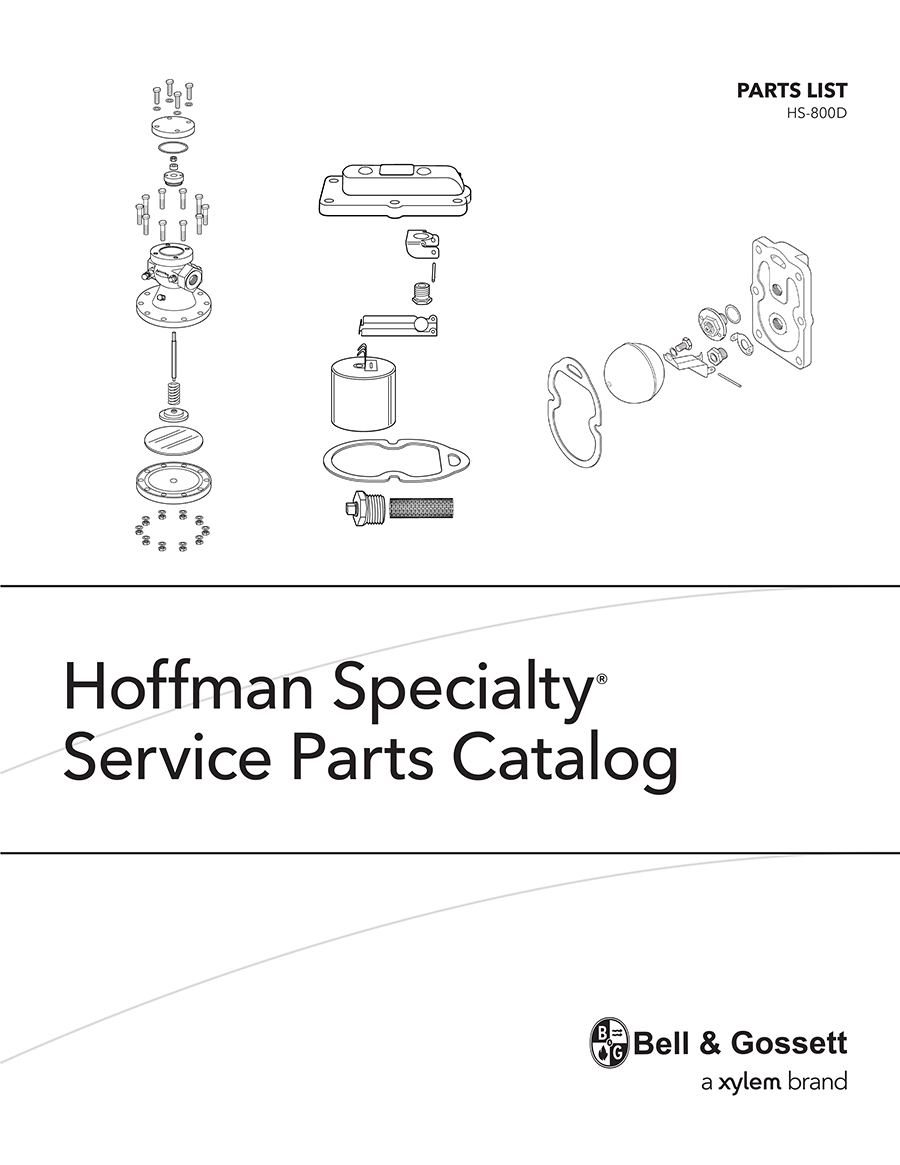 PARTS LIST
HS-800D
Hoffman Specialty®
Service Parts Catalog
B G
Bell & Gossett
a xylem brand